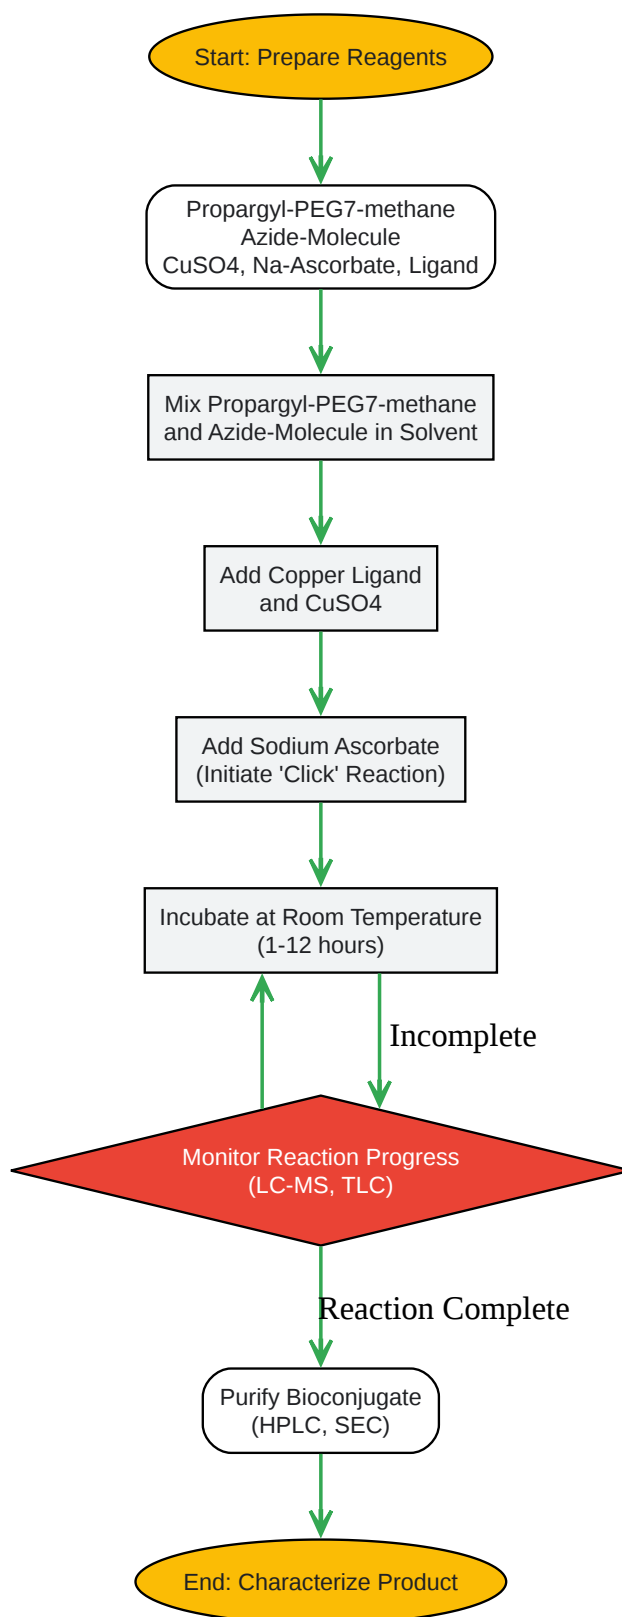 Start: Prepare Reagents
Propargyl-PEG7-methane
Azide-Molecule
CuSO4, Na-Ascorbate, Ligand
Mix Propargyl-PEG7-methane
and Azide-Molecule in Solvent
Add Copper Ligand
and CuSO4
Add Sodium Ascorbate
(Initiate 'Click' Reaction)
Incubate at Room Temperature
(1-12 hours)
Incomplete
Monitor Reaction Progress
(LC-MS, TLC)
Reaction Complete
Purify Bioconjugate
(HPLC, SEC)
End: Characterize Product